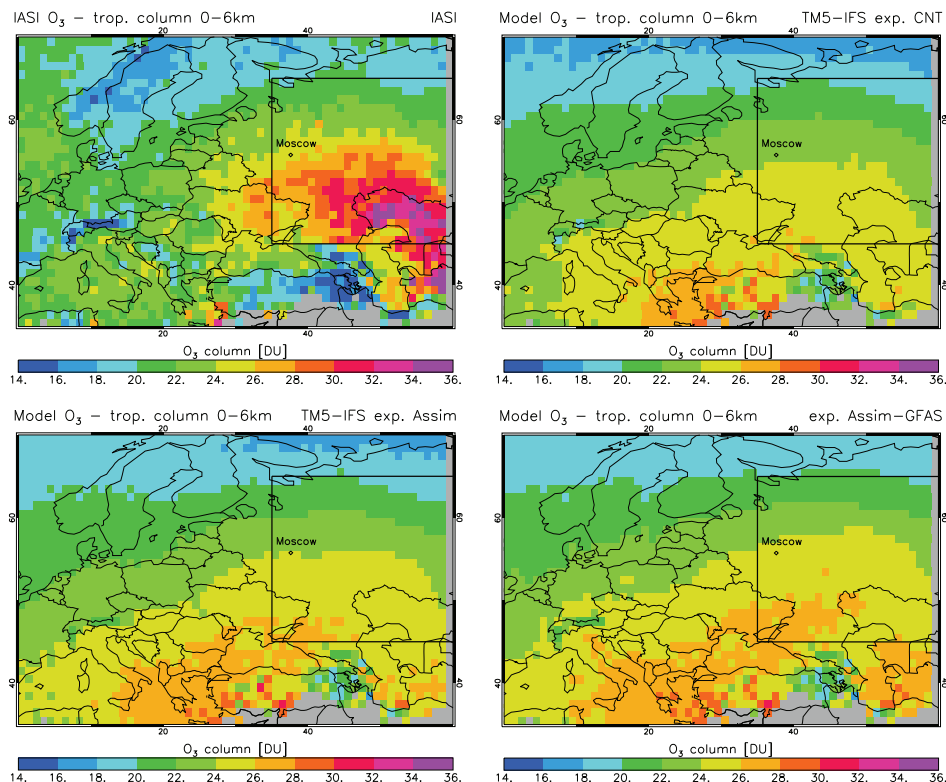 IASI O₃ – trop. column 0–6km IASI
20 40
60 60
Moscow
40 40
20 40
O₃ column [DU]
14. 16. 18. 20. 22. 24. 26. 28. 30. 32. 34. 36.
Model O₃ – trop. column 0–6km TM5–IFS exp. CNT
20 40
60 60
Moscow
40 40
20 40
O₃ column [DU]
14. 16. 18. 20. 22. 24. 26. 28. 30. 32. 34. 36.
Model O₃ – trop. column 0–6km TM5–IFS exp. Assim
20 40
60 60
Moscow
40 40
20 40
O₃ column [DU]
14. 16. 18. 20. 22. 24. 26. 28. 30. 32. 34. 36.
Model O₃ – trop. column 0–6km exp. Assim–GFAS
20 40
60 60
Moscow
40 40
20 40
O₃ column [DU]
14. 16. 18. 20. 22. 24. 26. 28. 30. 32. 34. 36.